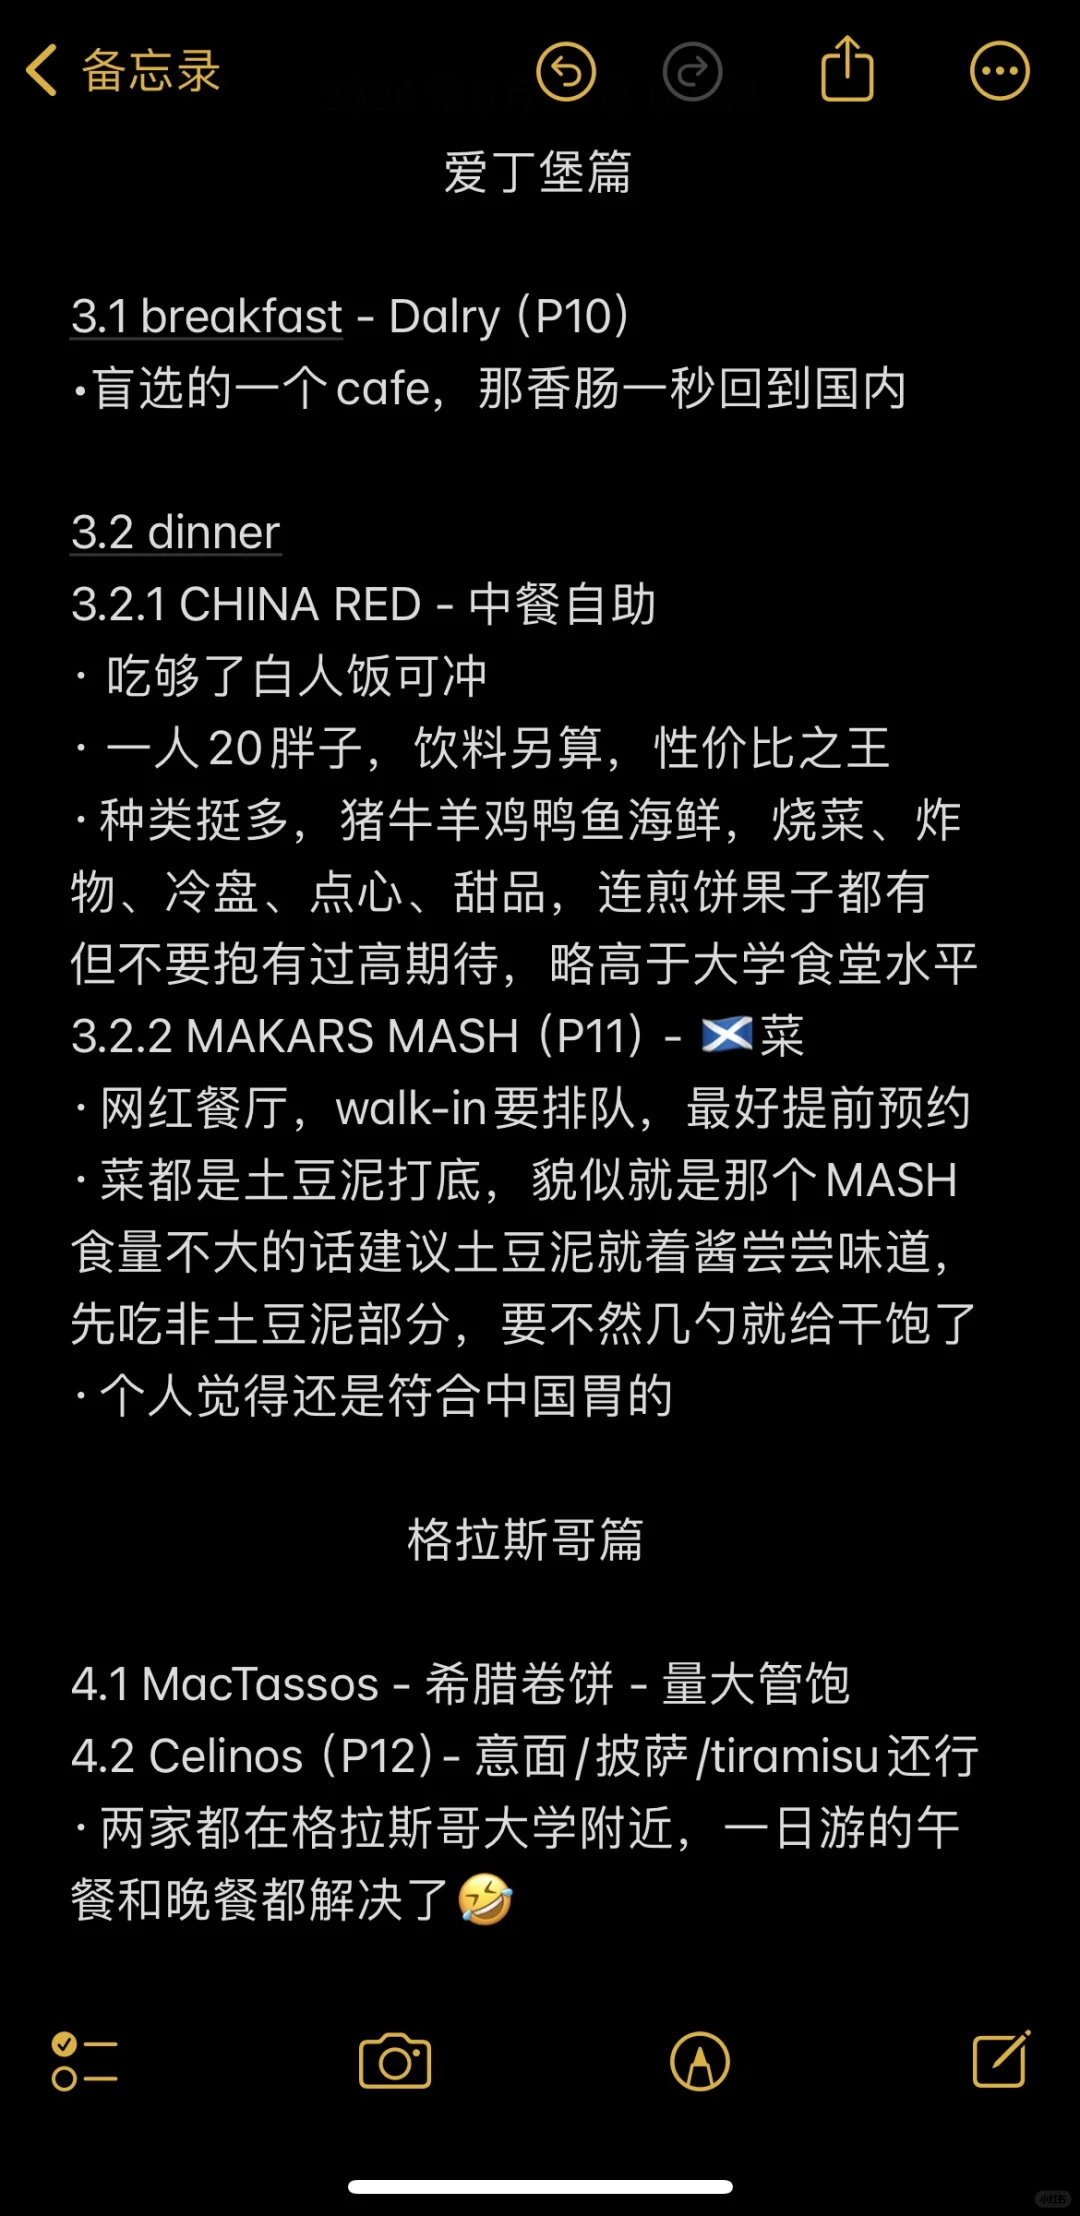 备忘录
爱丁堡篇
3.1 breakfast - Dalry（P10）
•盲选的一个cafe，那香肠一秒回到国内
3.2 dinner
3.2.1 CHINA RED - 中餐自助
· 吃够了白人饭可冲
· 一人20胖子，饮料另算，性价比之王
· 种类挺多，猪牛羊鸡鸭鱼海鲜，烧菜、炸
物、冷盘、点心、甜品，连煎饼果子都有
但不要抱有过高期待，略高于大学食堂水平
3.2.2 MAKARS MASH（P11）- 🏴󠁧󠁢󠁳󠁣󠁴󠁿菜
· 网红餐厅，walk-in要排队，最好提前预约
· 菜都是土豆泥打底，貌似就是那个MASH
食量不大的话建议土豆泥就着酱尝尝味道，
先吃非土豆泥部分，要不然几勺就给干饱了
· 个人觉得还是符合中国胃的
格拉斯哥篇
4.1 MacTassos - 希腊卷饼 - 量大管饱
4.2 Celinos（P12）- 意面/披萨/tiramisu还行
· 两家都在格拉斯哥大学附近，一日游的午
餐和晚餐都解决了🤣